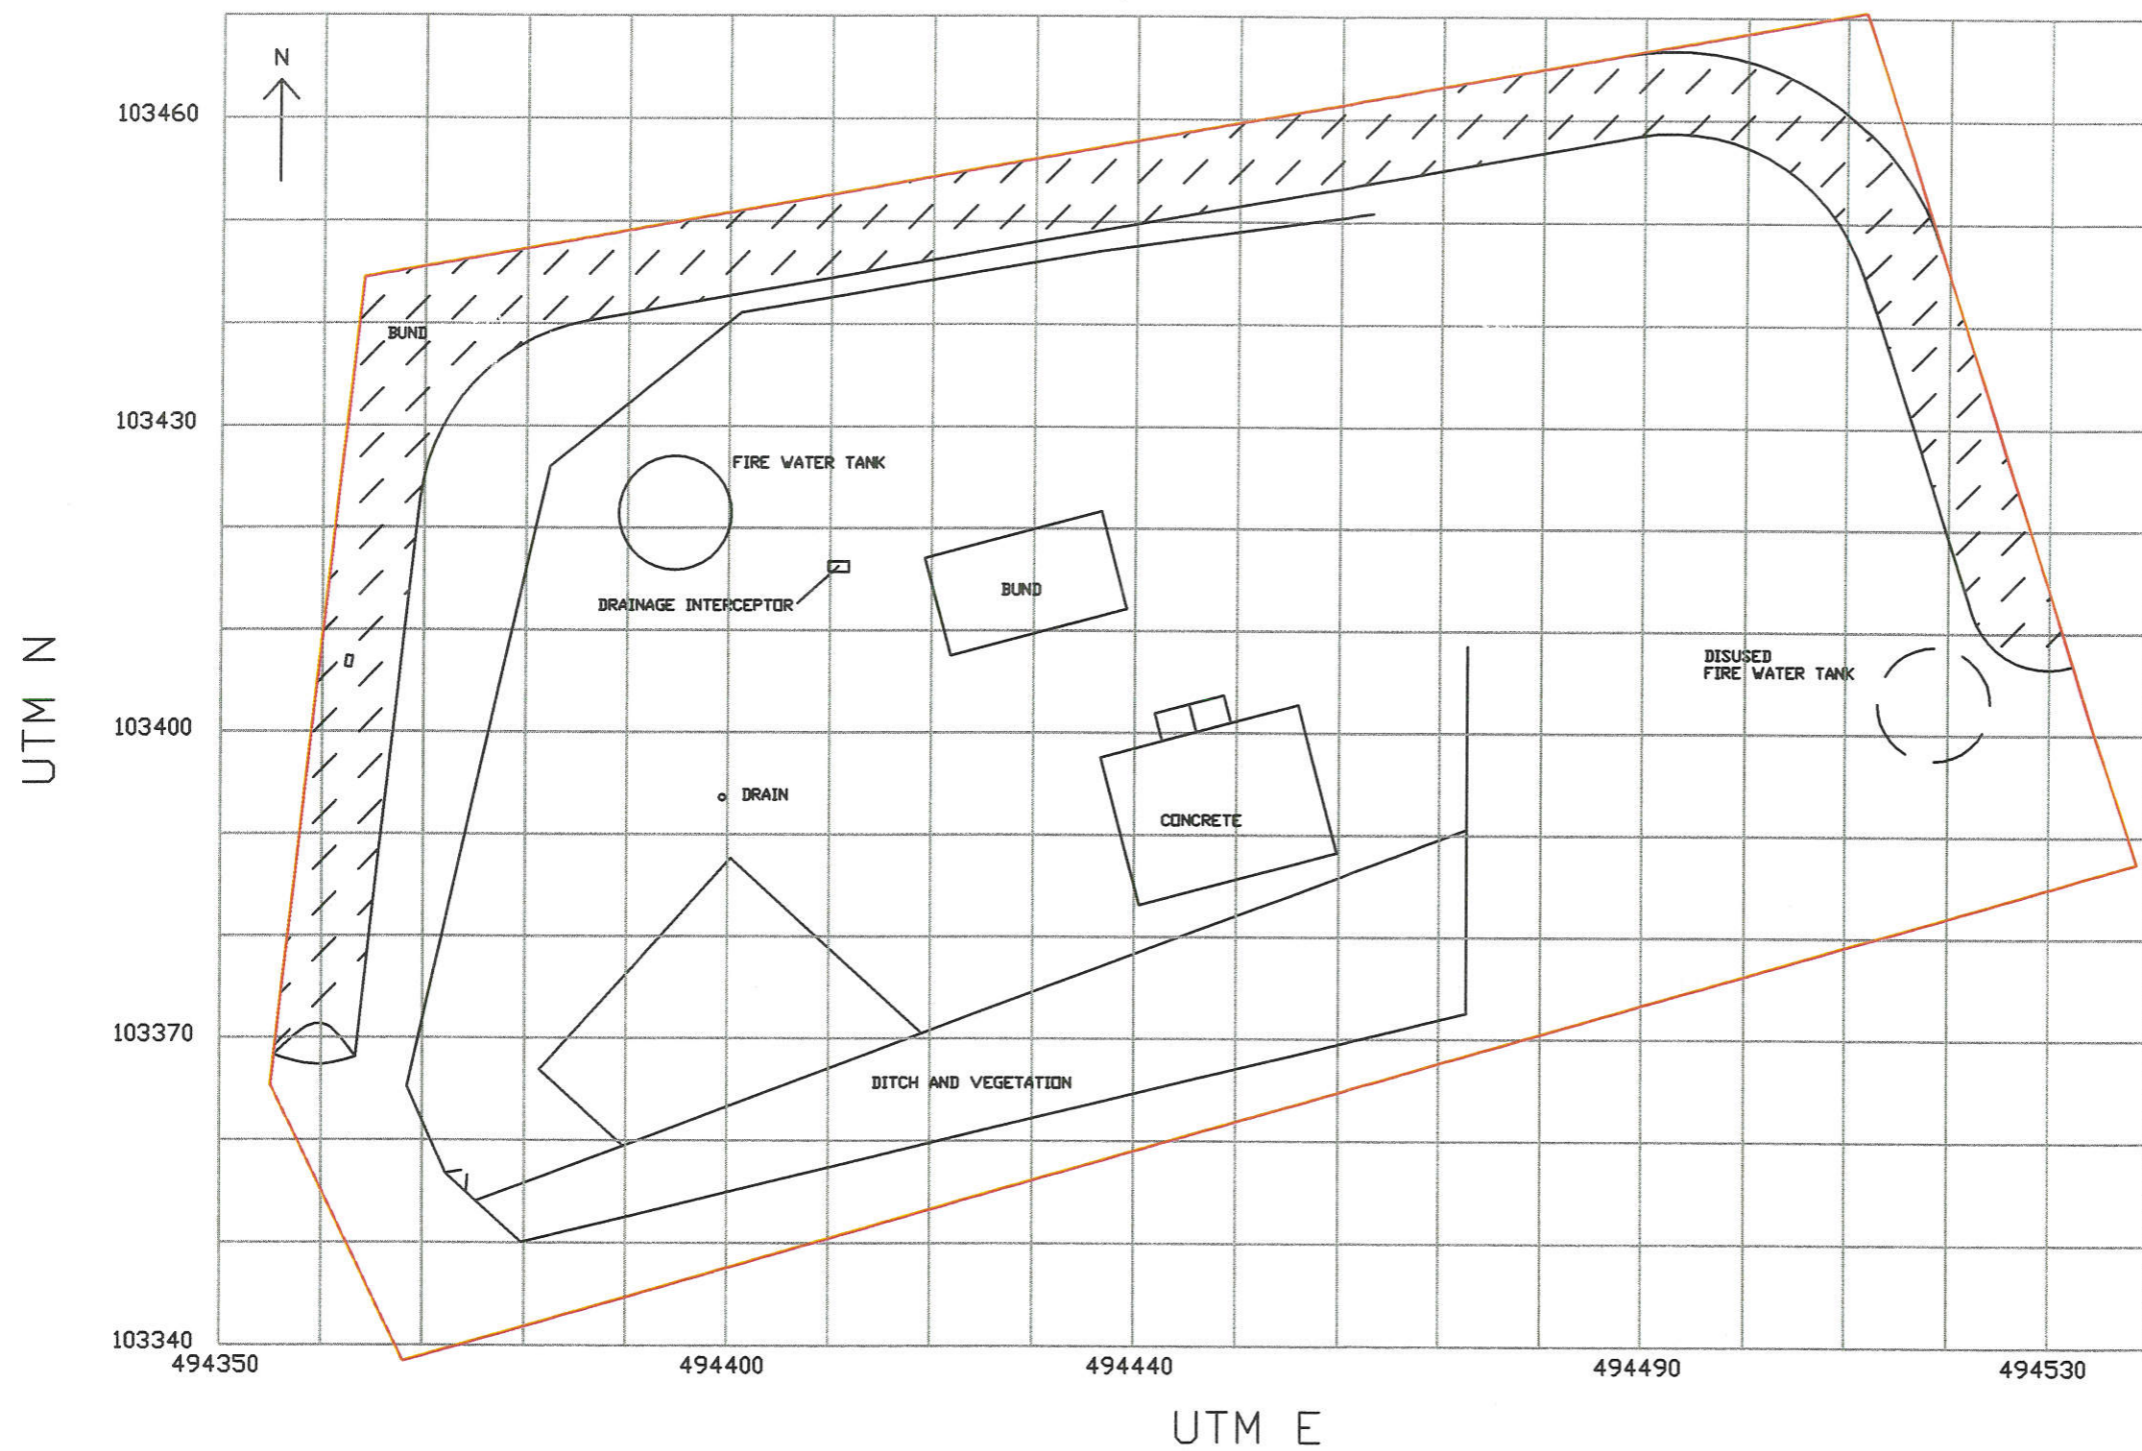 N
103460
BUND
103430
FIRE WATER TANK
DRAINAGE INTERCEPTOR
BUND
UTM N
DISUSED
FIRE WATER TANK
103400
DRAIN
CONCRETE
103370
DITCH AND VEGETATION
103340
494350
494400
494440
494490
494530
UTM E